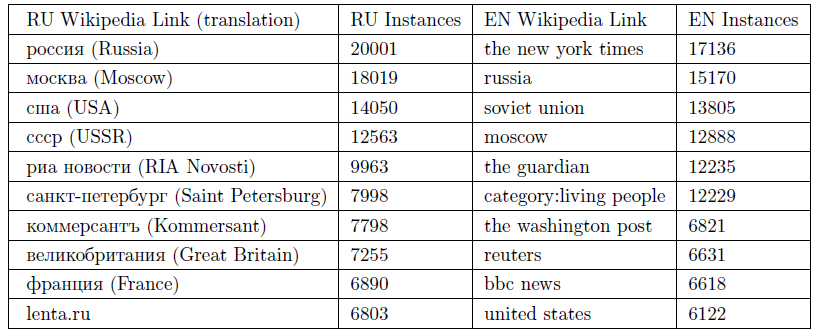 RU Wikipedia Link (translation) RU Instances EN Wikipedia Link EN Instances
россия (Russia) 20001 the new york times 17136
москва (Moscow) 18019 russia 15170
сша (USA) 14050 soviet union 13805
ссср (USSR) 12563 moscow 12888
риа новости (RIA Novosti) 9963 the guardian 12235
санкт-петербург (Saint Petersburg) 7998 category:living people 12229
коммерсантъ (Kommersant) 7798 the washington post 6821
великобритания (Great Britain) 7255 reuters 6631
франция (France) 6890 bbc news 6618
lenta.ru 6803 united states 6122